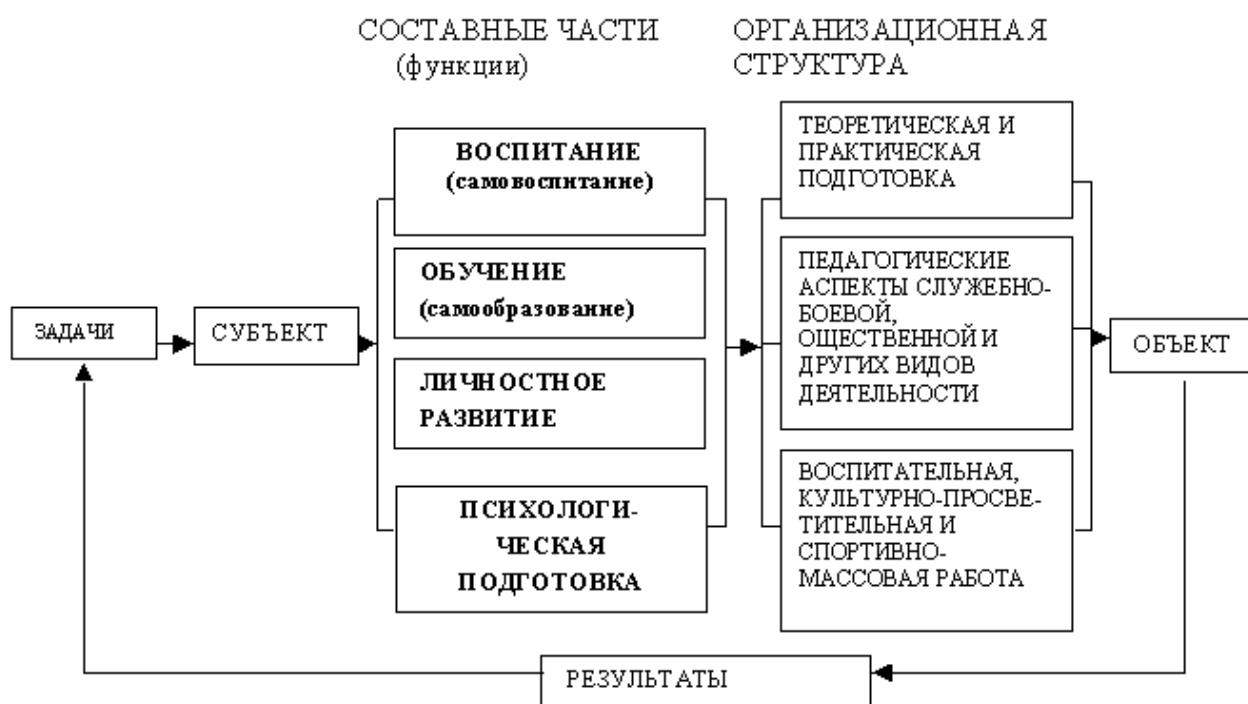 СОСТАВНЫЕ ЧАСТИ
(функции)
ОРГАНИЗАЦИОННАЯ
СТРУКТУРА
ЗАДАЧИ
СУБЪЕКТ
ВОСПИТАНИЕ
(самовоспитание)
ОБУЧЕНИЕ
(самообразование)
ЛИЧНОСТНОЕ
РАЗВИТИЕ
ПСИХОЛОГИ-
ЧЕСКАЯ
ПОДГОТОВКА
ТЕОРЕТИЧЕСКАЯ И
ПРАКТИЧЕСКАЯ
ПОДГОТОВКА
ПЕДАГОГИЧЕСКИЕ
АСПЕКТЫ СЛУЖЕБНО-
БОЕВОЙ,
ОЩЕСТВЕННОЙ И
ДРУГИХ ВИДОВ
ДЕЯТЕЛЬНОСТИ
ВОСПИТАТЕЛЬНАЯ,
КУЛЬТУРНО-ПРОСВЕ-
ТИТЕЛЬНАЯ И
СПОРТИВНО-
МАССОВАЯ РАБОТА
ОБЪЕКТ
РЕЗУЛЬТАТЫ